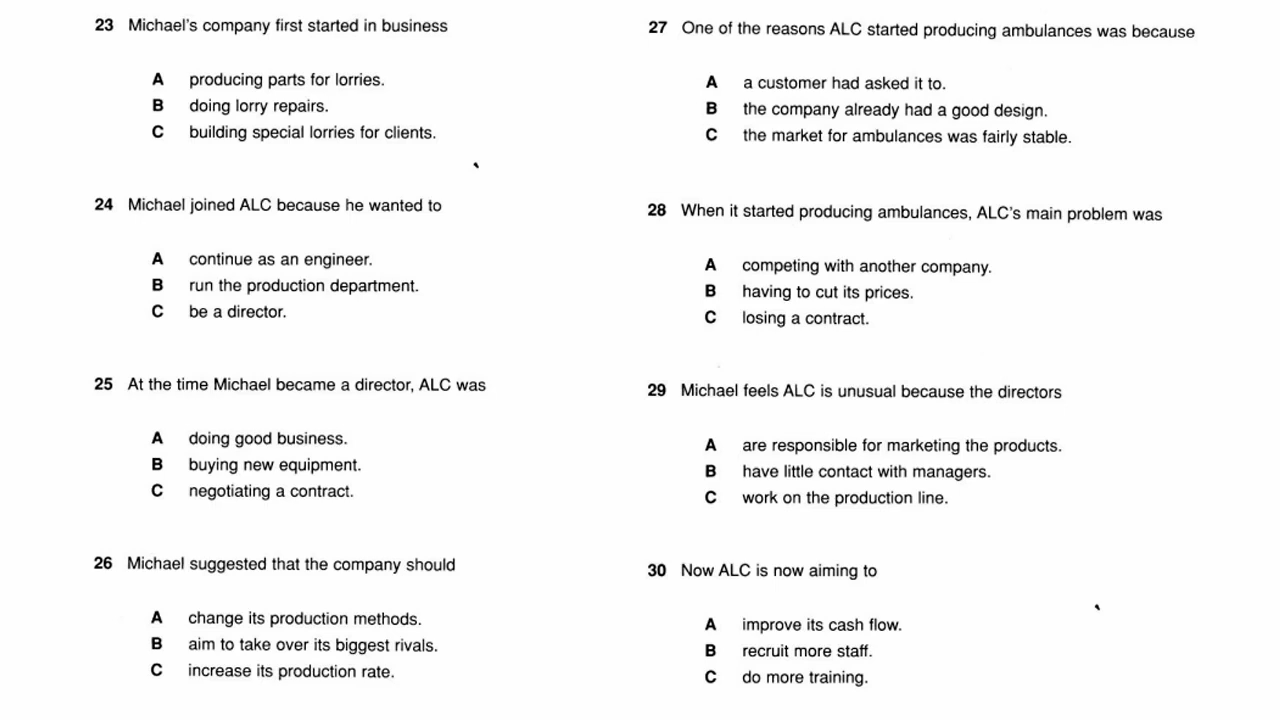 23 Michael's company first started in business
A producing parts for lorries.
B doing lorry repairs.
C building special lorries for clients.
24 Michael joined ALC because he wanted to
A continue as an engineer.
B run the production department.
C be a director.
25 At the time Michael became a director, ALC was
A doing good business.
B buying new equipment.
C negotiating a contract.
26 Michael suggested that the company should
A change its production methods.
B aim to take over its biggest rivals.
C increase its production rate.
27 One of the reasons ALC started producing ambulances was because
A a customer had asked it to.
B the company already had a good design.
C the market for ambulances was fairly stable.
28 When it started producing ambulances, ALC's main problem was
A competing with another company.
B having to cut its prices.
C losing a contract.
29 Michael feels ALC is unusual because the directors
A are responsible for marketing the products.
B have little contact with managers.
C work on the production line.
30 Now ALC is now aiming to
A improve its cash flow.
B recruit more staff.
C do more training.